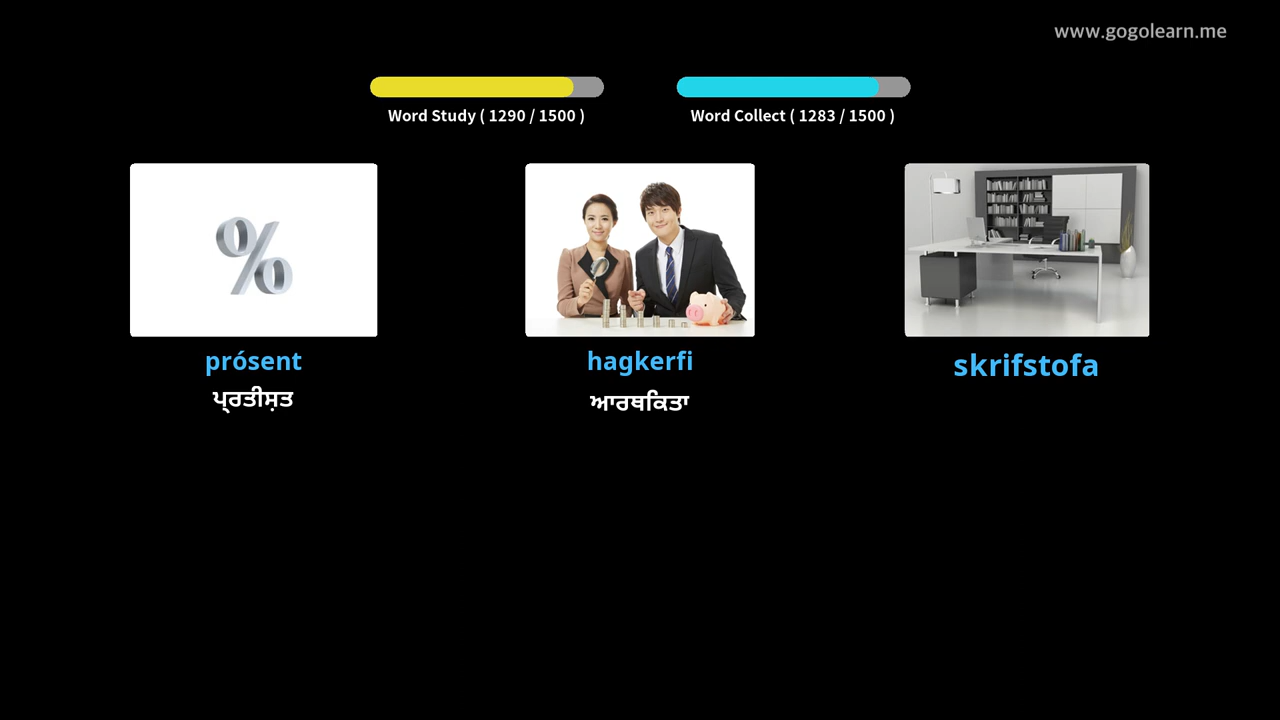 www.gogolearn.me
Word Study ( 1290 / 1500 )
Word Collect ( 1283 / 1500 )
%
prósent
hagkerfi
skrifstofa
ਪ੍ਰਤੀਸ਼ਤ
ਆਰਥਕਿਤਾ